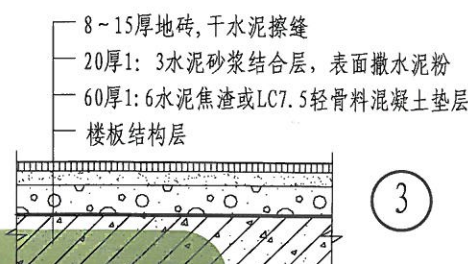 8~15厚地砖,干水泥擦缝
20厚1: 3水泥砂浆结合层，表面撒水泥粉
60厚1:6水泥焦渣或LC7.5轻骨料混凝土垫层
楼板结构层
3